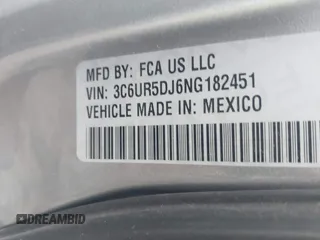 MFD BY: FCA US LLC
VIN: 3C6UR5DJ6NG182451
VEHICLE MADE IN: MEXICO
DREAMBID